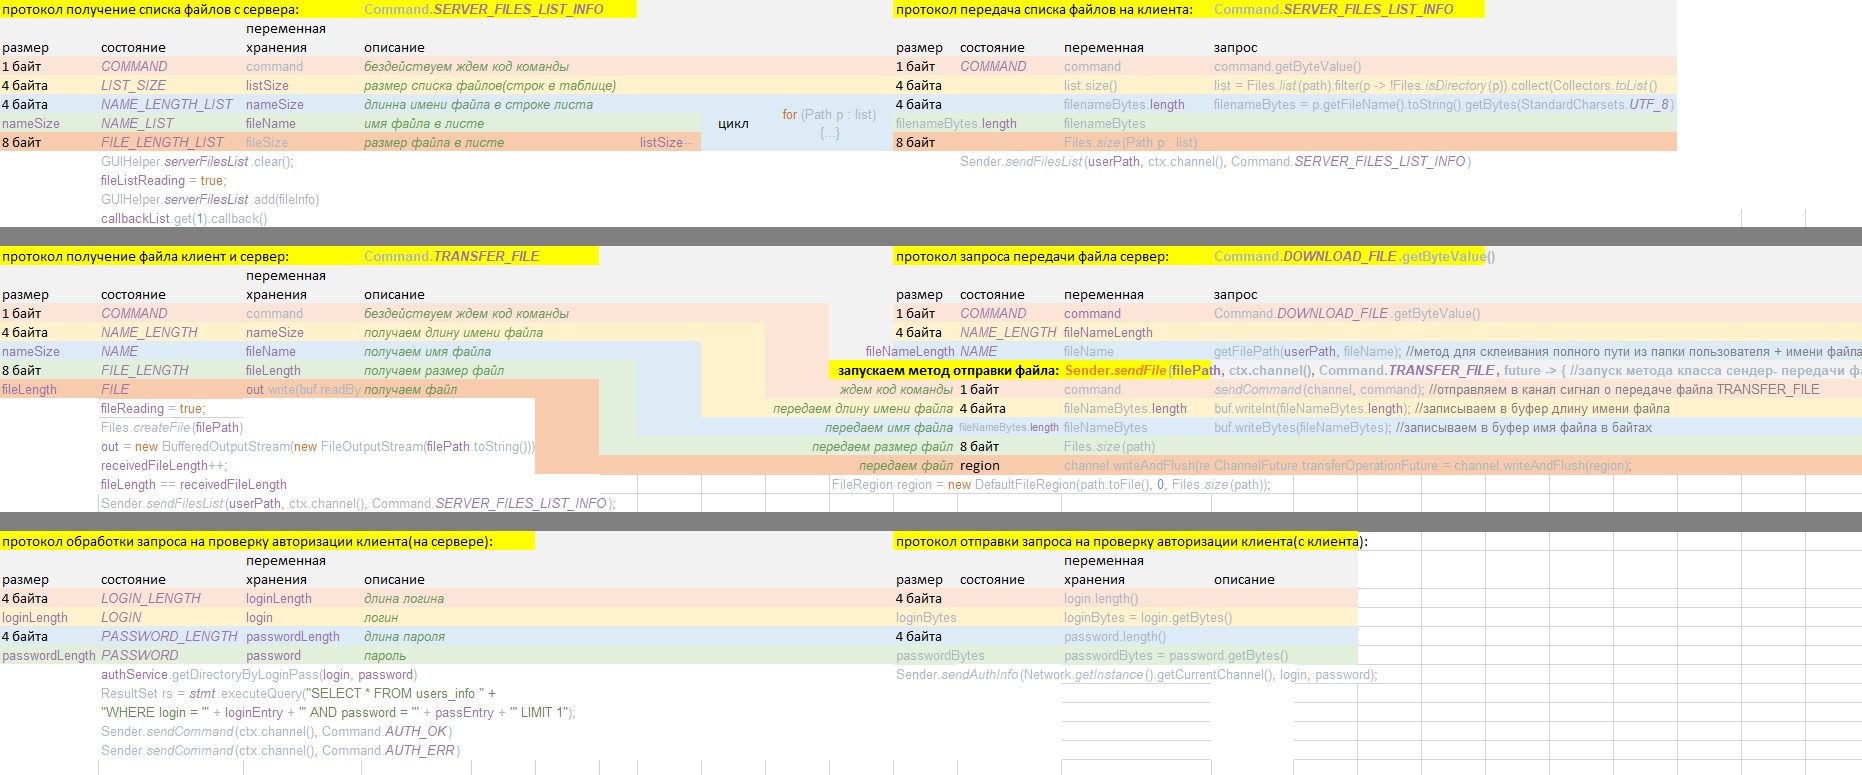 протокол получение списка файлов с сервера: Command.SERVER_FILES_LIST_INFO протокол передача списка файлов на клиента: Command.SERVER_FILES_LIST_INFO
переменная
размер состояние хранения описание размер состояние переменная запрос
1 байт COMMAND command бездействуем ждем код команды 1 байт COMMAND command command.getByteValue()
4 байта LIST_SIZE listSize размер списка файлов(строк в таблице) 4 байта list.size() list = Files.list(path).filter(p -> !Files.isDirectory(p)).collect(Collectors.toList()
4 байта NAME_LENGTH_LIST nameSize длинна имени файла в строке листа 4 байта filenameBytes.length filenameBytes = p.getFileName().toString().getBytes(StandardCharsets.UTF_8)
for (Path p : list)
nameSize NAME_LIST fileName имя файла в листе цикл filenameBytes.length filenameBytes
{...}
8 байт FILE_LENGTH_LIST fileSize размер файла в листе listSize-- 8 байт Files.size(Path p : list)
GUIHelper.serverFilesList.clear(); Sender.sendFilesList(userPath, ctx.channel(), Command.SERVER_FILES_LIST_INFO)
fileListReading = true;
GUIHelper.serverFilesList.add(fileInfo)
callbackList.get(1).callback()
протокол получение файла клиент и сервер: Command.TRANSFER_FILE протокол запроса передачи файла сервер: Command.DOWNLOAD_FILE.getByteValue()
переменная
размер состояние хранения описание размер состояние переменная запрос
1 байт COMMAND command бездействуем ждем код команды 1 байт COMMAND command Command.DOWNLOAD_FILE.getByteValue()
4 байта NAME_LENGTH nameSize получаем длину имени файла 4 байта NAME_LENGTH fileNameLength
nameSize NAME fileName получаем имя файла fileNameLength NAME fileName getFilePath(userPath, fileName); //метод для склеивания полного пути из папки пользователя + имени файла
8 байт FILE_LENGTH fileLength получаем размер файл запускаем метод отправки файла: Sender.sendFile(filePath, ctx.channel(), Command.TRANSFER_FILE, future -> { //запуск метода класса сендер- передачи фа
fileLength FILE out.write(buf.readBy получаем файл ждем код команды 1 байт command sendCommand(channel, command); //отправляем в канал сигнал о передаче файла TRANSFER_FILE
fileReading = true; передаем длину имени файла 4 байта fileNameBytes.length buf.writeInt(fileNameBytes.length); //записываем в буфер длину имени файла
Files.createFile(filePath) передаем имя файла fileNameBytes.length fileNameBytes buf.writeBytes(fileNameBytes); //записываем в буфер имя файла в байтах
out = new BufferedOutputStream(new FileOutputStream(filePath.toString())) передаем размер файл 8 байт Files.size(path)
receivedFileLength++; передаем файл region channel.writeAndFlush(re ChannelFuture transferOperationFuture = channel.writeAndFlush(region);
fileLength == receivedFileLength FileRegion region = new DefaultFileRegion(path.toFile(), 0, Files.size(path));
Sender.sendFilesList(userPath, ctx.channel(), Command.SERVER_FILES_LIST_INFO);
протокол обработки запроса на проверку авторизации клиента(на сервере): протокол отправки запроса на проверку авторизации клиента(с клиента):
переменная переменная
размер состояние хранения описание размер состояние хранения описание
4 байта LOGIN_LENGTH loginLength длина логина 4 байта login.length()
loginLength LOGIN login логин loginBytes loginBytes = login.getBytes()
4 байта PASSWORD_LENGTH passwordLength длина пароля 4 байта password.length()
passwordLength PASSWORD password пароль passwordBytes passwordBytes = password.getBytes()
authService.getDirectoryByLoginPass(login, password) Sender.sendAuthInfo(Network.getInstance().getCurrentChannel(), login, password);
ResultSet rs = stmt.executeQuery("SELECT * FROM users_info " +
"WHERE login = '" + loginEntry + "' AND password = '" + passEntry + "' LIMIT 1");
Sender.sendCommand(ctx.channel(), Command.AUTH_OK)
Sender.sendCommand(ctx.channel(), Command.AUTH_ERR)